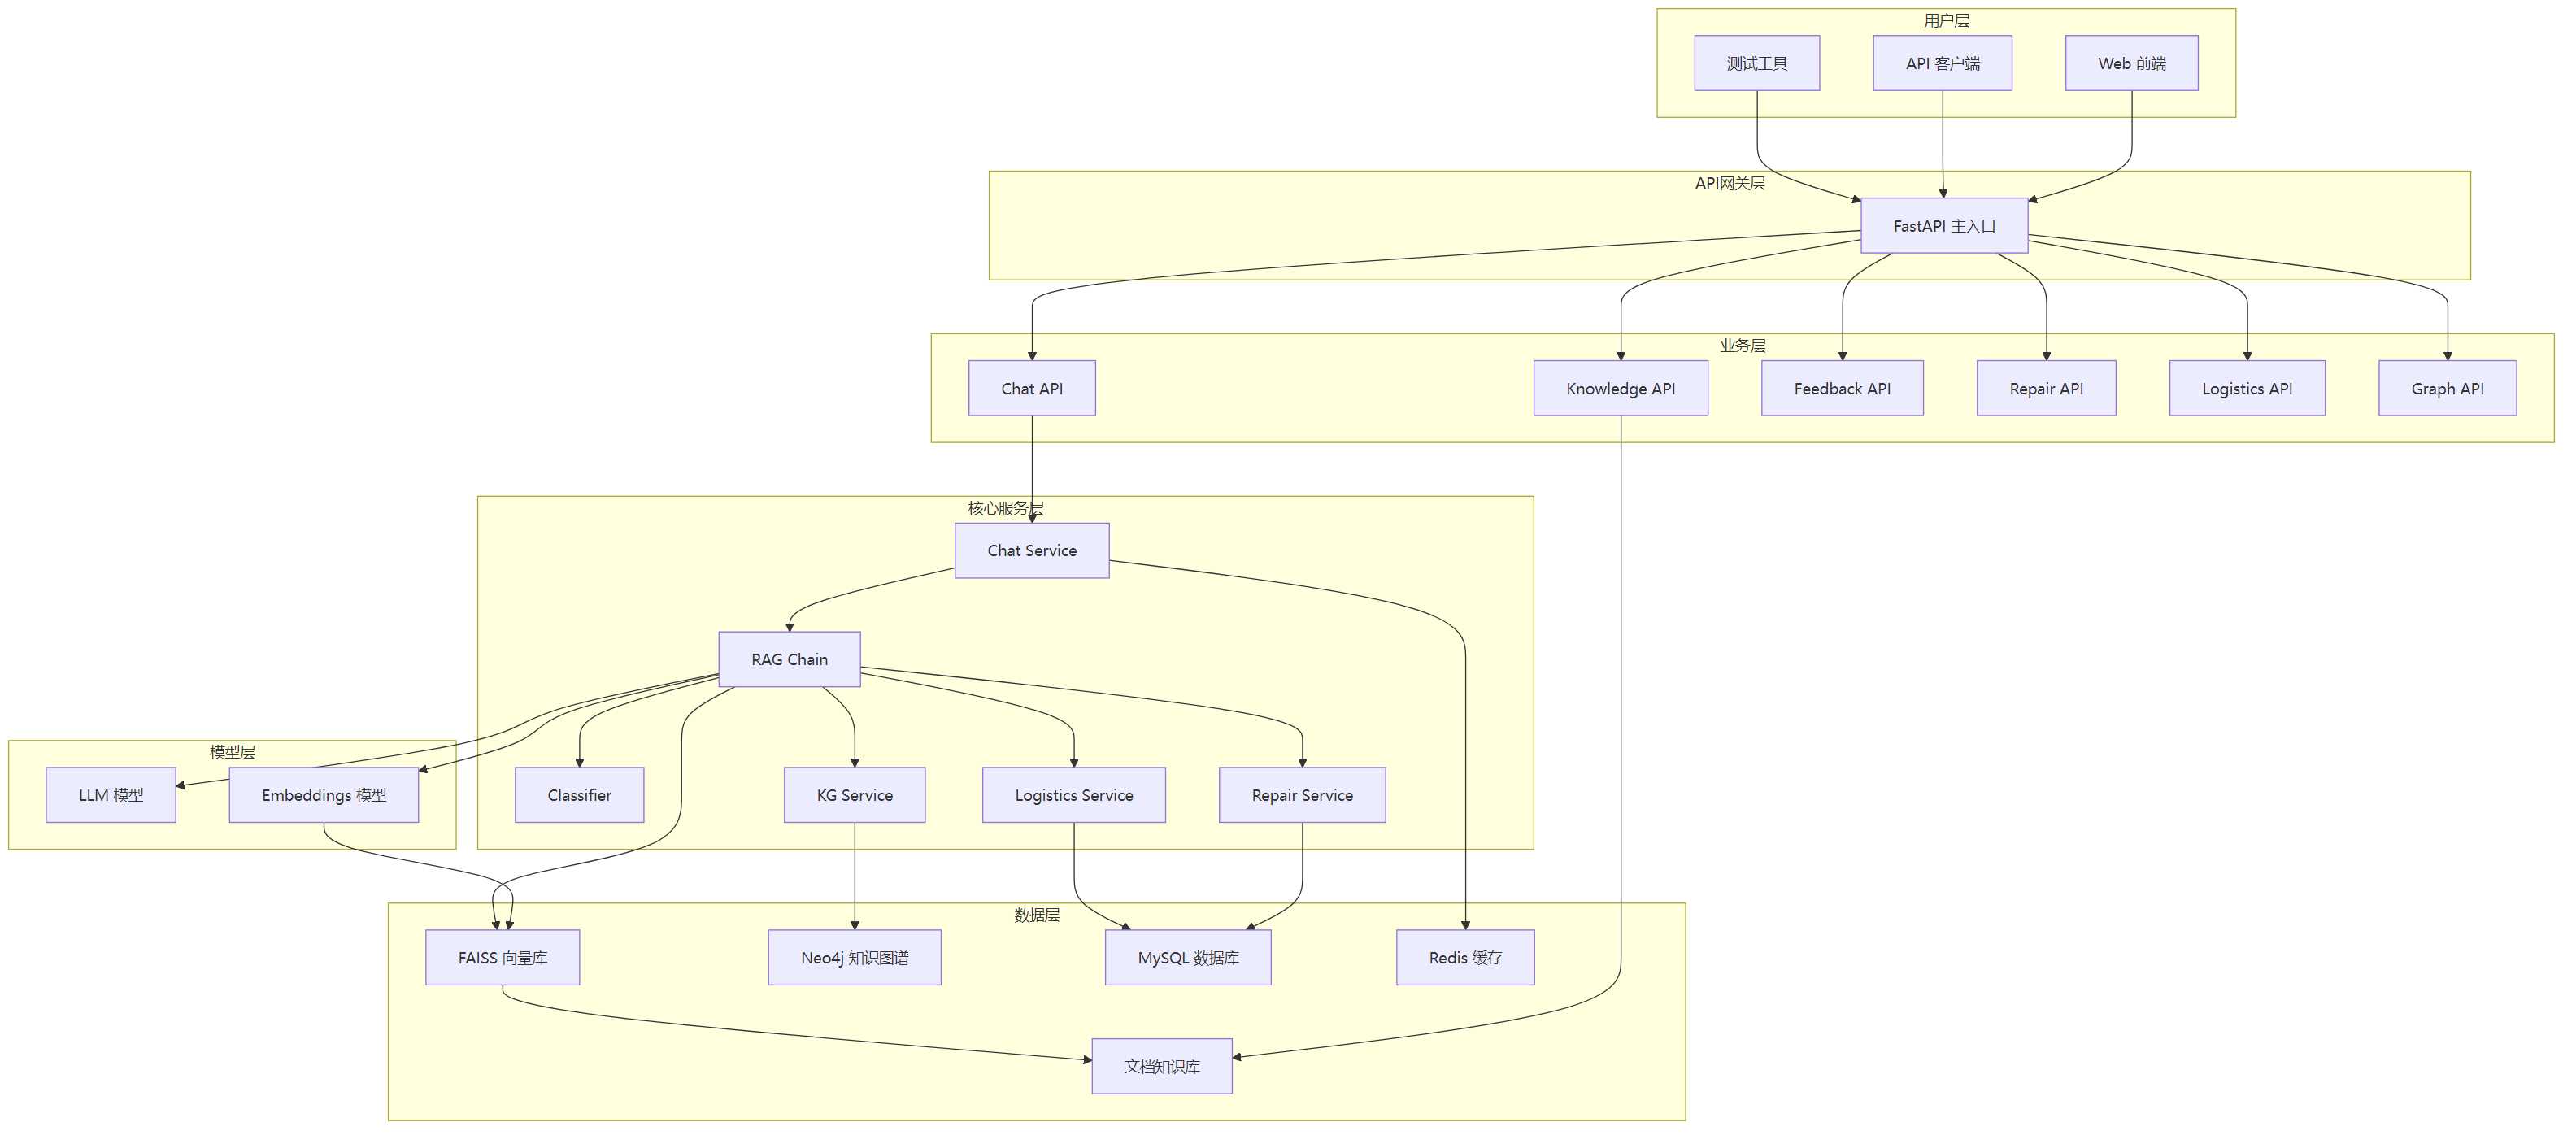 用户层
测试工具
API 客户端
Web 前端
API网关层
FastAPI 主入口
业务层
Chat API
Knowledge API
Feedback API
Repair API
Logistics API
Graph API
核心服务层
Chat Service
RAG Chain
模型层
LLM 模型
Embeddings 模型
Classifier
KG Service
Logistics Service
Repair Service
数据层
FAISS 向量库
Neo4j 知识图谱
MySQL 数据库
Redis 缓存
文档知识库